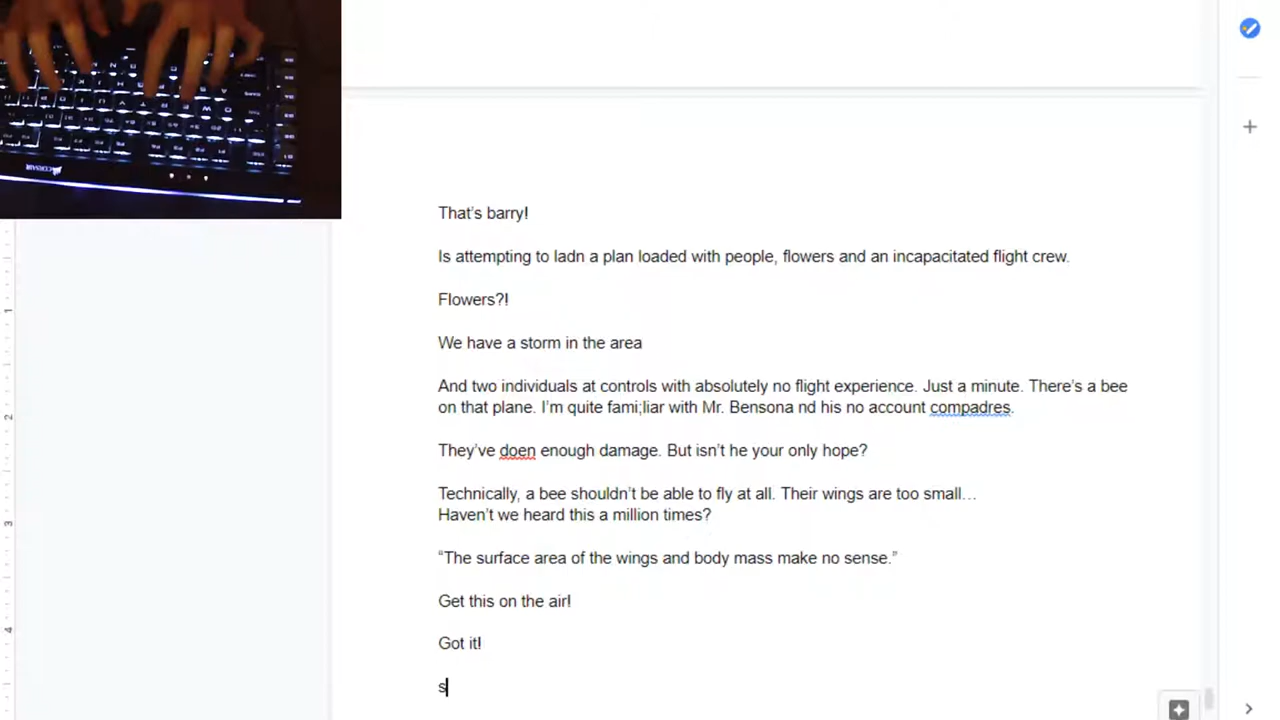 That's barry!
Is attempting to ladn a plan loaded with people, flowers and an incapacitated flight crew.
Flowers?!
We have a storm in the area
And two individuals at controls with absolutely no flight experience. Just a minute. There's a bee
on that plane. I'm quite fami;liar with Mr. Bensona nd his no account compadres.
They've doen enough damage. But isn't he your only hope?
Technically, a bee shouldn't be able to fly at all. Their wings are too small…
Haven't we heard this a million times?
“The surface area of the wings and body mass make no sense.”
Get this on the air!
Got it!
s
1
2
3
4
CORSAIR